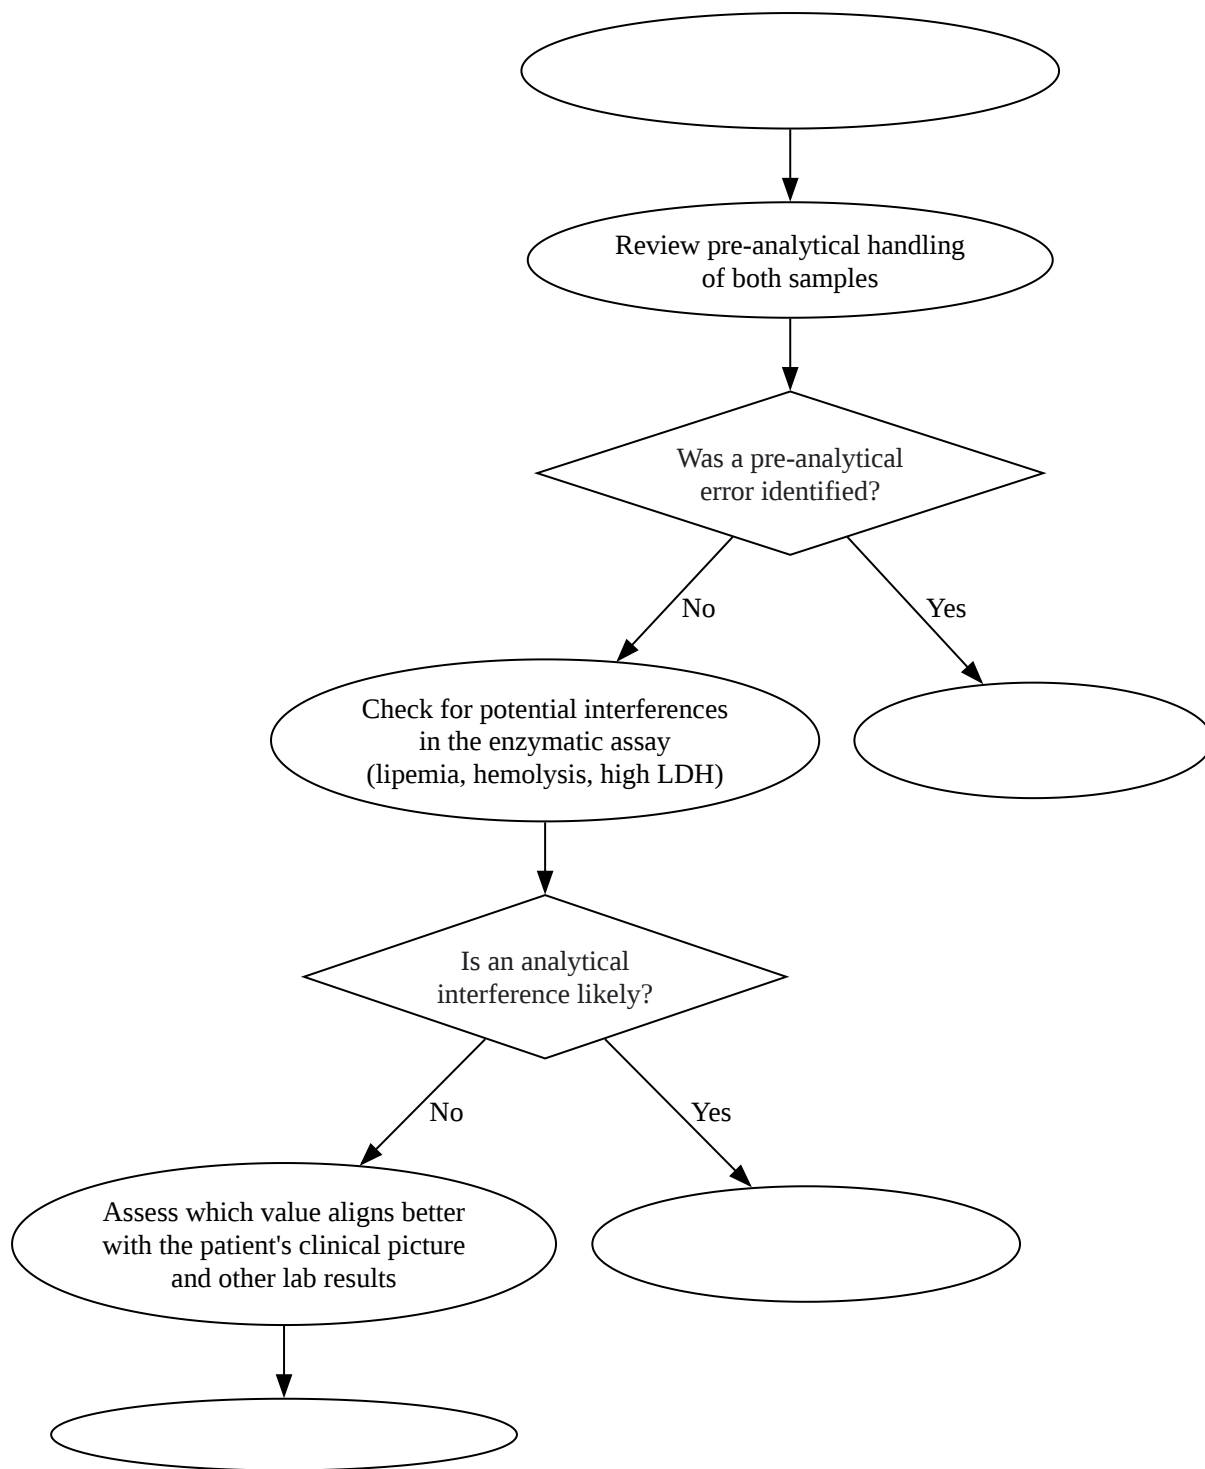 Review pre-analytical handling
of both samples
Was a pre-analytical
error identified?
No
Yes
Check for potential interferences
in the enzymatic assay
(lipemia, hemolysis, high LDH)
Is an analytical
interference likely?
No
Yes
Assess which value aligns better
with the patient's clinical picture
and other lab results